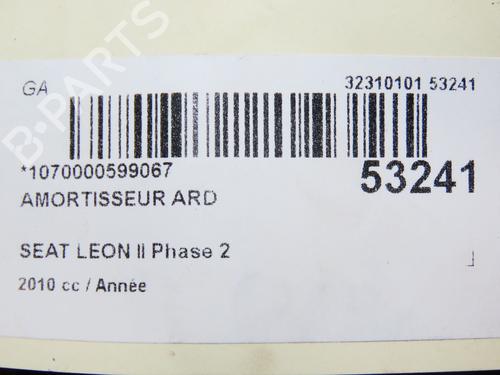 GA
32310101 53241
*1070000599067
53241
AMORTISSEUR ARD
SEAT LEON II Phase 2
2010 cc / Année
B-PARTS